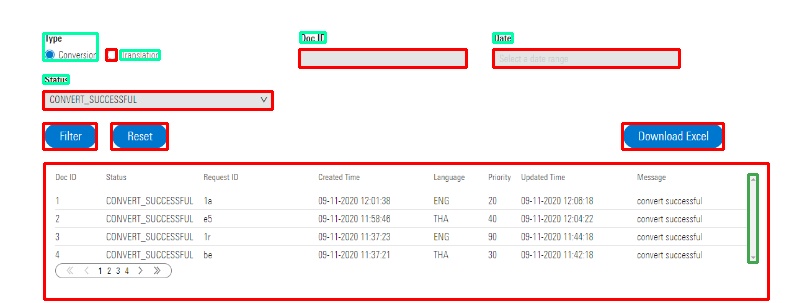 Type
Conversion Translation
Doc ID
Date
Select a date range
Status
CONVERT_SUCCESSFUL
Filter Reset Download Excel
Doc ID Status Request ID Created Time Language Priority Updated Time Message
1 CONVERT_SUCCESSFUL 1a 09-11-2020 12:01:38 ENG 20 09-11-2020 12:06:18 convert successful
2 CONVERT_SUCCESSFUL e5 09-11-2020 11:58:46 THA 40 09-11-2020 12:04:22 convert successful
3 CONVERT_SUCCESSFUL 1r 09-11-2020 11:37:23 ENG 90 09-11-2020 11:44:18 convert successful
4 CONVERT_SUCCESSFUL be 09-11-2020 11:37:21 THA 30 09-11-2020 11:42:18 convert successful
1 2 3 4